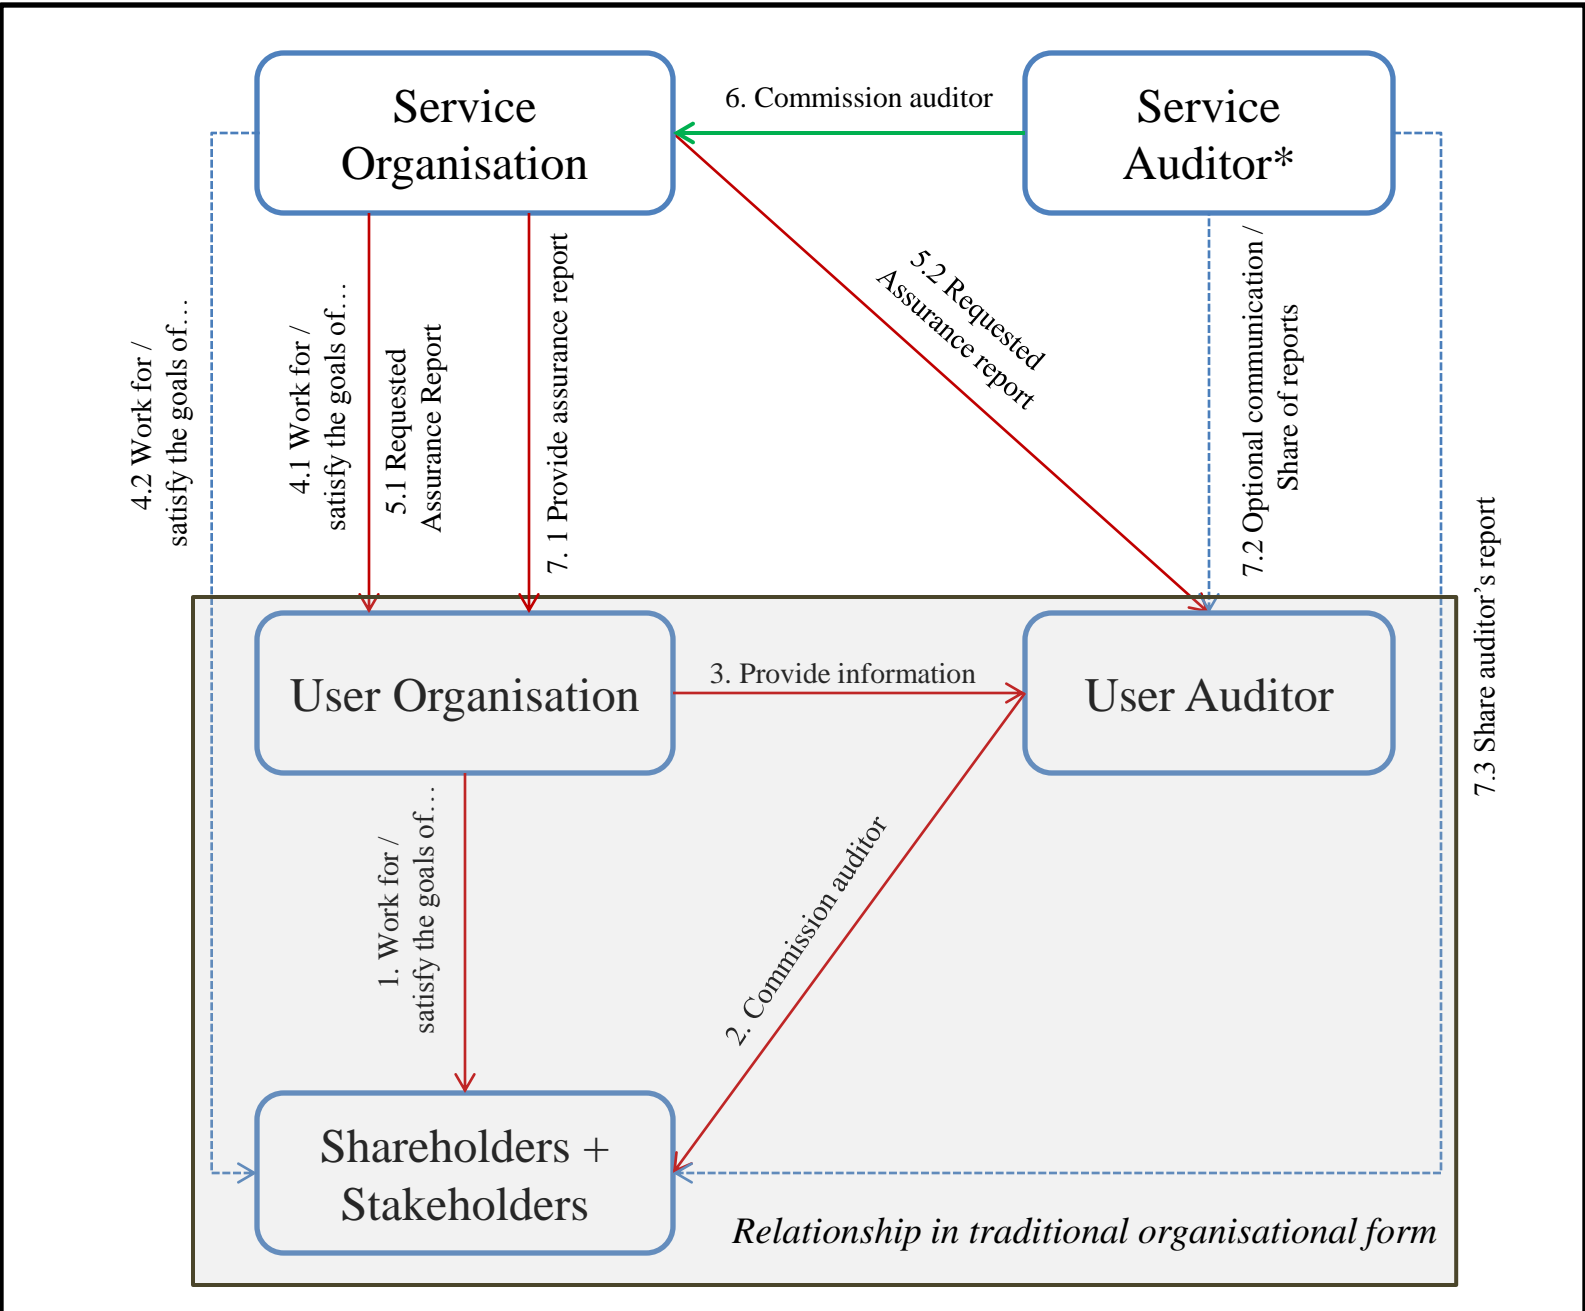 Service
Organisation
6. Commission auditor
Service
Auditor*
4.2 Work for /
satisfy the goals of…
4.1 Work for /
satisfy the goals of…
5.1 Requested
Assurance Report
7. 1 Provide assurance report
5.2 Requested
Assurance report
7.2 Optional communication /
Share of reports
7.3 Share auditor’s report
User Organisation
3. Provide information
User Auditor
1. Work for /
satisfy the goals of…
2. Commission auditor
Shareholders +
Stakeholders
Relationship in traditional organisational form